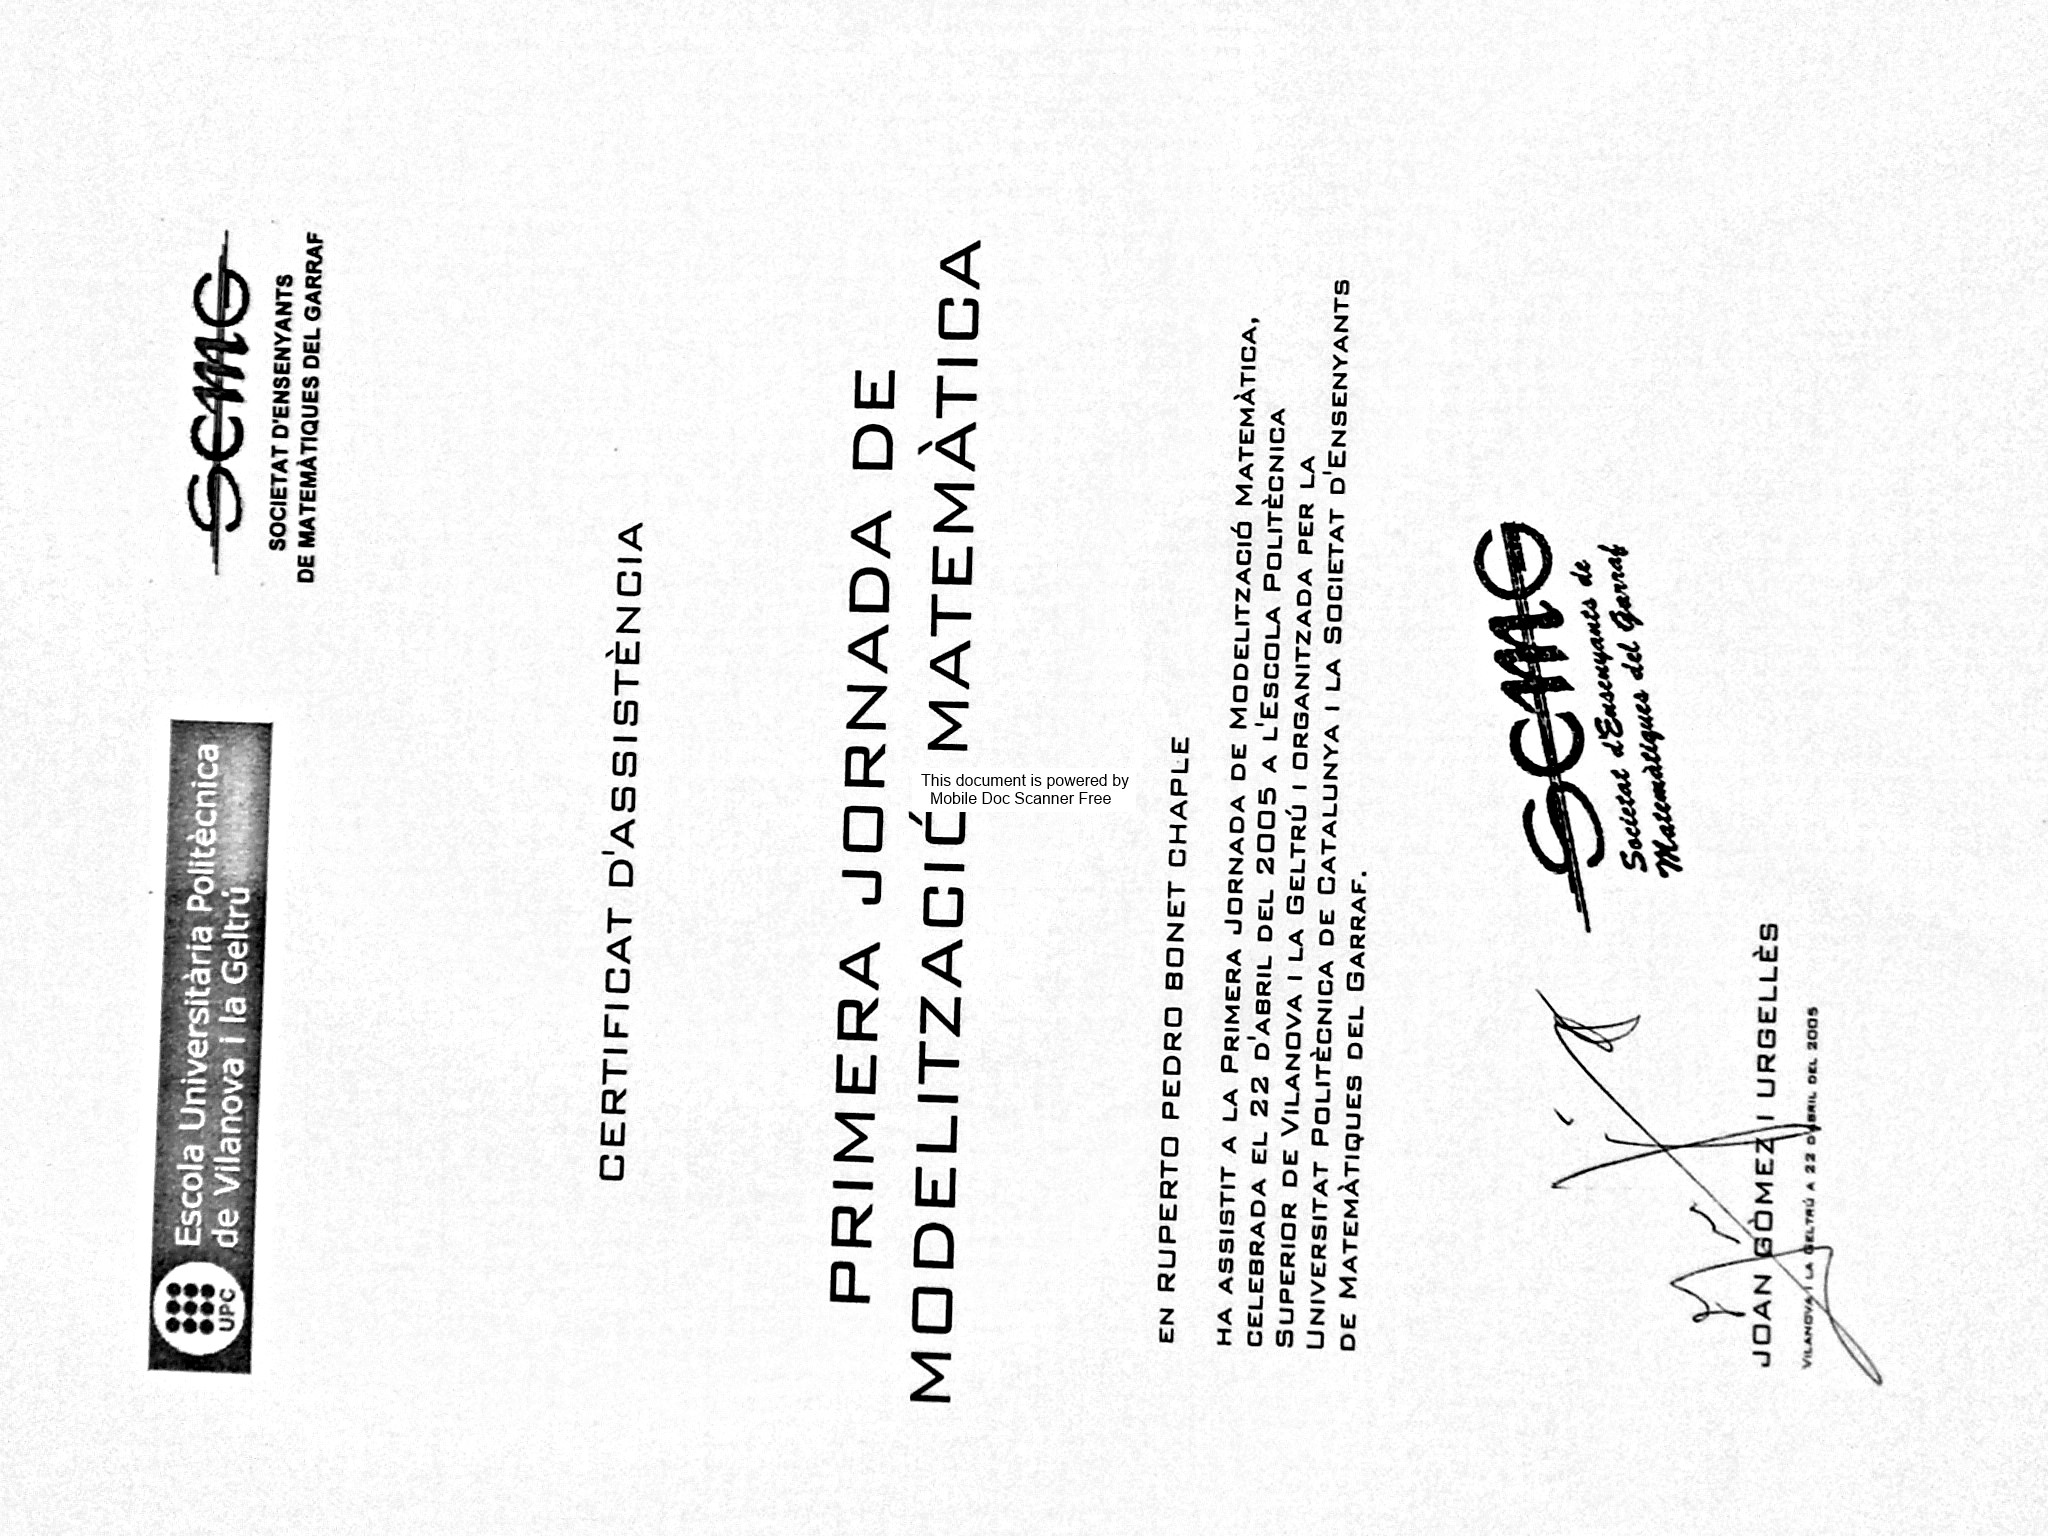 UPC
Escola Universitària Politècnica
de Vilanova i la Geltrú
SEMG
SOCIETAT D'ENSENYANTS
DE MATEMÀTIQUES DEL GARRAF
CERTIFICAT D'ASSISTÈNCIA
PRIMERA JORNADA DE
MODELITZACIÓ MATEMÀTICA
This document is powered by
Mobile Doc Scanner Free
EN RUPERTO PEDRO BONET CHAPLE
HA ASSISTIT A LA PRIMERA JORNADA DE MODELITZACIÓ MATEMÀTICA,
CELEBRADA EL 22 D'ABRIL DEL 2005 A L'ESCOLA POLITÈCNICA
SUPERIOR DE VILANOVA I LA GELTRÚ I ORGANITZADA PER LA
UNIVERSITAT POLITÈCNICA DE CATALUNYA I LA SOCIETAT D'ENSENYANTS
DE MATEMÀTIQUES DEL GARRAF.
SEMG
Societat d'Ensenyants de
Matemàtiques del Garraf
JOAN GÒMEZ I URGELLÈS
VILANOVA I LA GELTRÚ A 22 D'ABRIL DEL 2005